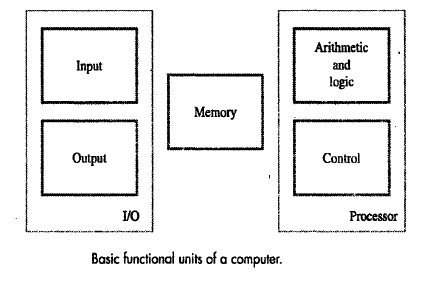 Input
Output
I/O
Memory
Arithmetic
and
logic
Control
Processor
Basic functional units of a computer.